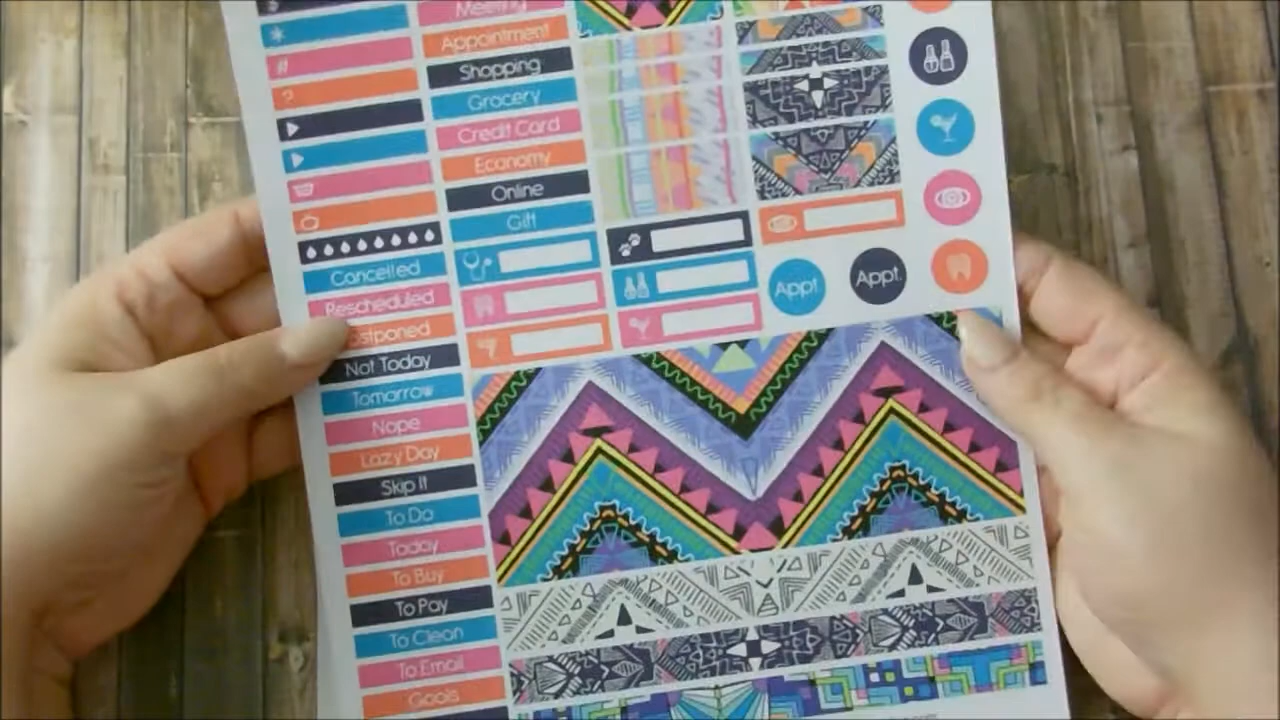 #
?
Cancelled
Rescheduled
ostponed
Not Today
Tomorrow
Nope
Lazy Day
Skip It
To Do
Today
To Buy
To Pay
To Clean
To Email
Goals
Meeting
Appointment
Shopping
Grocery
Credit Card
Economy
Online
Gift
Appt.
Appt.